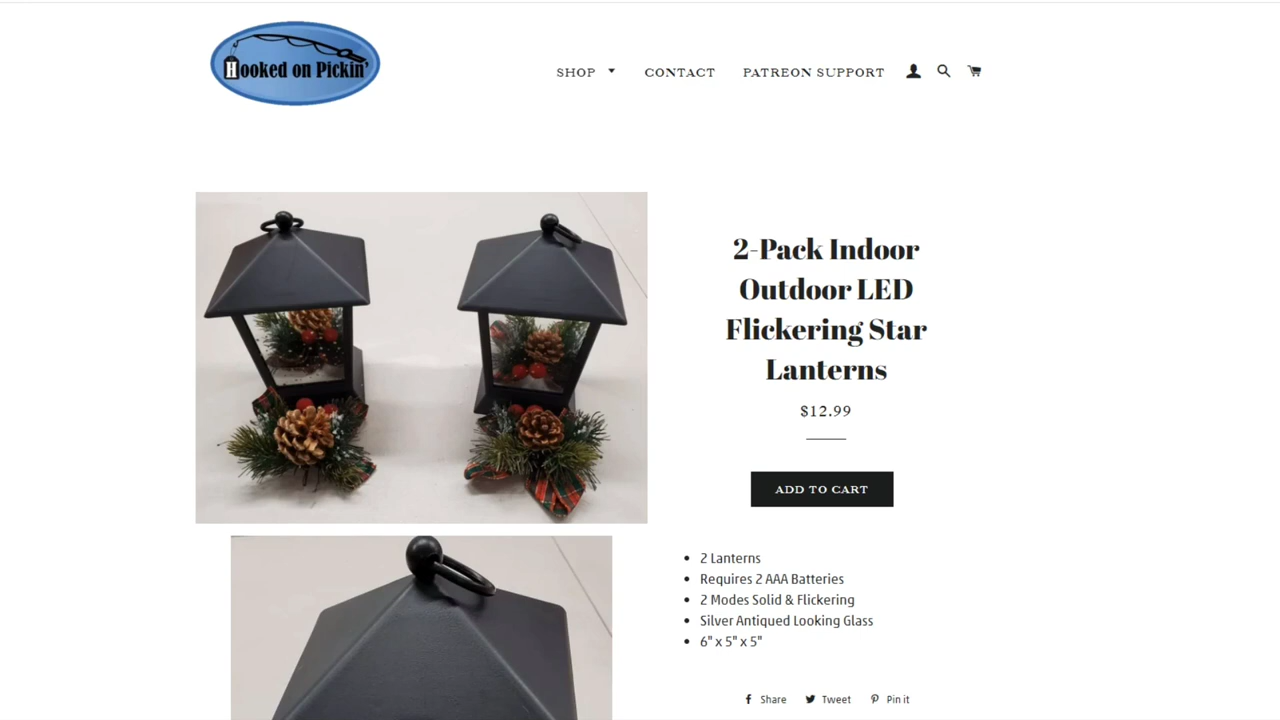 Hooked on Pickin'
SHOP
CONTACT
PATREON SUPPORT
2-Pack Indoor
Outdoor LED
Flickering Star
Lanterns
$12.99
ADD TO CART
2 Lanterns
Requires 2 AAA Batteries
2 Modes Solid & Flickering
Silver Antiqued Looking Glass
6" x 5" x 5"
Share
Tweet
Pin it